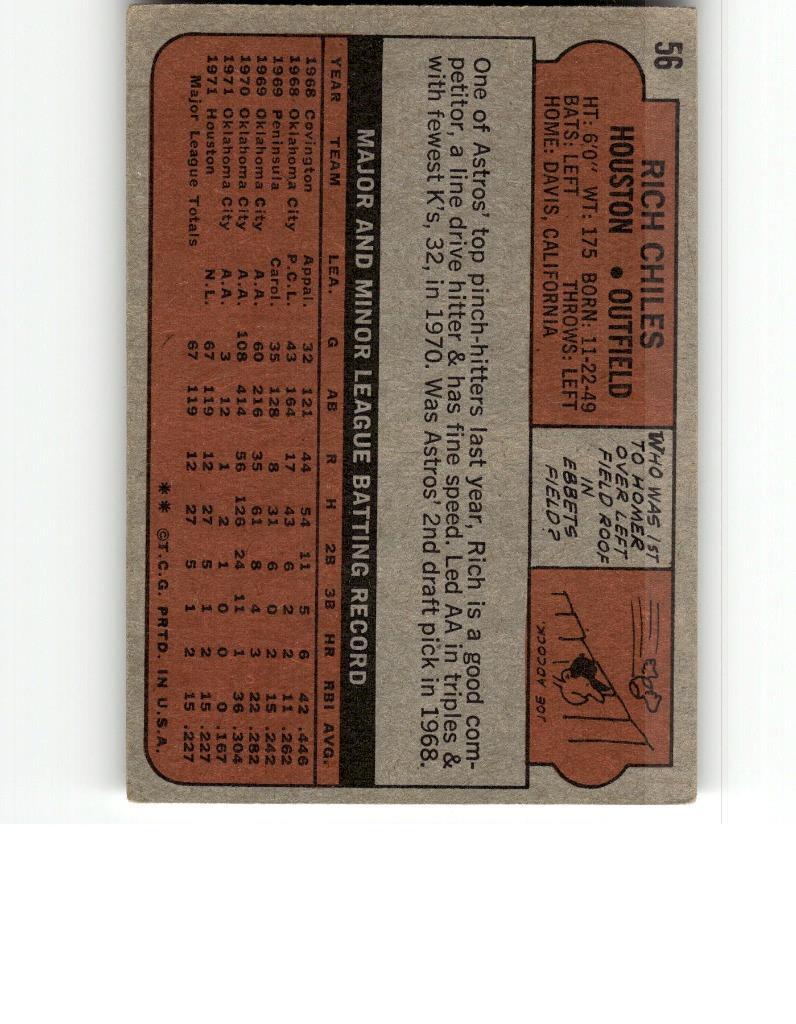 56
RICH CHILES
HOUSTON • OUTFIELD
HT: 6'0" WT: 175 BORN: 11-22-49
BATS: LEFT THROWS: LEFT
HOME: DAVIS, CALIFORNIA
WHO WAS 1ST
TO HOMER
OVER LEFT
FIELD ROOF
IN
EBBETS
FIELD?
JOE ADCOCK.
One of Astros' top pinch-hitters last year, Rich is a good com-
petitor, a line drive hitter & has fine speed. Led AA in triples &
with fewest K's, 32, in 1970. Was Astros' 2nd draft pick in 1968.
MAJOR AND MINOR LEAGUE BATTING RECORD
YEAR TEAM LEA. G AB R H 2B 3B HR RBI AVG.
1968 Covington Appal. 32 121 44 54 11 5 6 42 .446
1968 Oklahoma City P.C.L. 43 164 17 43 6 2 2 11 .262
1969 Peninsula Carol. 35 128 8 31 6 0 2 15 .242
1969 Oklahoma City A.A. 60 216 35 61 8 4 3 22 .282
1970 Oklahoma City A.A. 108 414 56 126 24 11 1 36 .304
1971 Oklahoma City A.A. 3 12 1 2 1 0 0 0 .167
1971 Houston N.L. 67 119 12 27 5 1 2 15 .227
Major League Totals 67 119 12 27 5 1 2 15 .227
** ©T.C.G. PRTD. IN U.S.A.